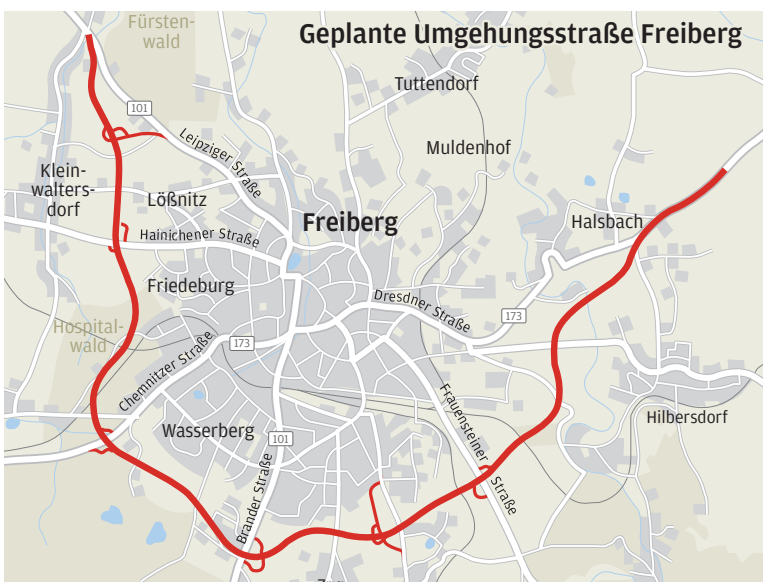 Geplante Umgehungsstraße Freiberg
Fürsten-
wald
Tuttendorf
101
Leipziger Straße
Muldenhof
Klein-
walters-
dorf
Lößnitz
Freiberg
Halsbach
Hainichener Straße
Friedeburg
Dresdner Straße
173
Hospital-
wald
173
Chemnitzer Straße
Frauensteiner
Straße
Hilbersdorf
Wasserberg
101
Brander Straße